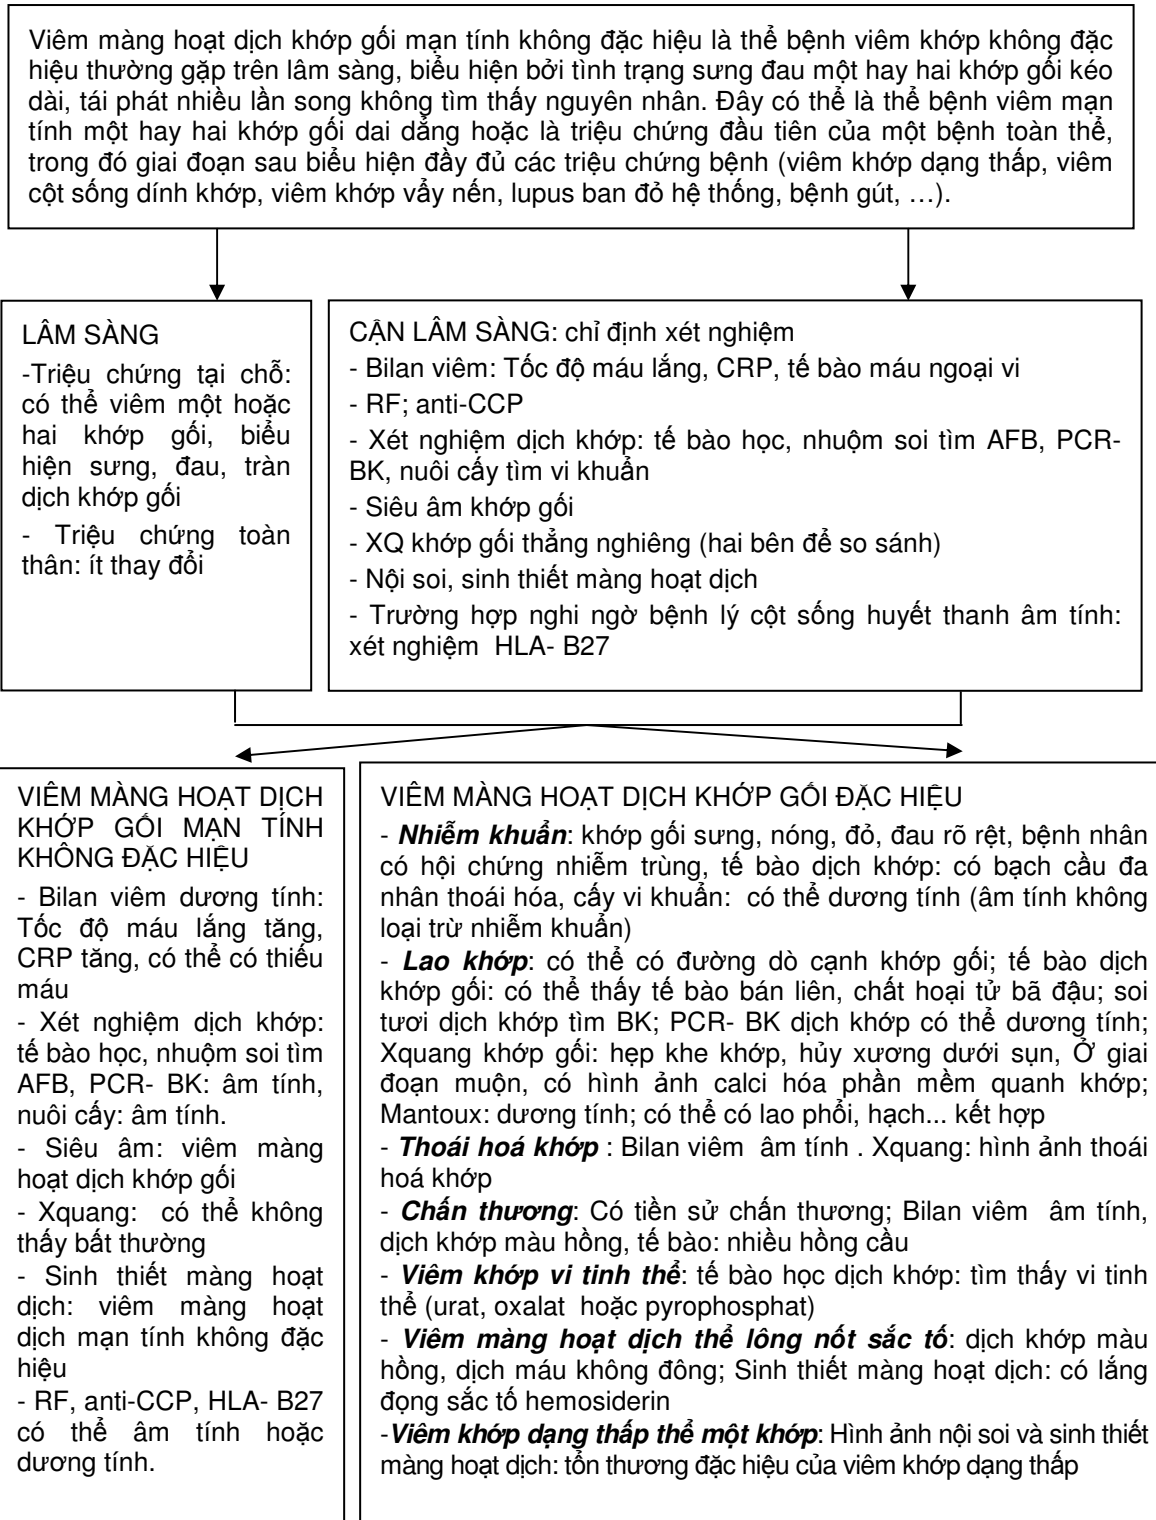 Viêm màng hoạt dịch khớp gối mạn tính không đặc hiệu là thể bệnh viêm khớp không đặc
hiệu thường gặp trên lâm sàng, biểu hiện bởi tình trạng sưng đau một hay hai khớp gối kéo
dài, tái phát nhiều lần song không tìm thấy nguyên nhân. Đây có thể là thể bệnh viêm mạn
tính một hay hai khớp gối dai dẳng hoặc là triệu chứng đầu tiên của một bệnh toàn thể,
trong đó giai đoạn sau biểu hiện đầy đủ các triệu chứng bệnh (viêm khớp dạng thấp, viêm
cột sống dính khớp, viêm khớp vẩy nến, lupus ban đỏ hệ thống, bệnh gút, …).
LÂM SÀNG
-Triệu chứng tại chỗ:
có thể viêm một hoặc
hai khớp gối, biểu
hiện sưng, đau, tràn
dịch khớp gối
- Triệu chứng toàn
thân: ít thay đổi
CẬN LÂM SÀNG: chỉ định xét nghiệm
- Bilan viêm: Tốc độ máu lắng, CRP, tế bào máu ngoại vi
- RF; anti-CCP
- Xét nghiệm dịch khớp: tế bào học, nhuộm soi tìm AFB, PCR-
BK, nuôi cấy tìm vi khuẩn
- Siêu âm khớp gối
- XQ khớp gối thẳng nghiêng (hai bên để so sánh)
- Nội soi, sinh thiết màng hoạt dịch
- Trường hợp nghi ngờ bệnh lý cột sống huyết thanh âm tính:
xét nghiệm HLA- B27
VIÊM MÀNG HOẠT DỊCH
KHỚP GỐI MẠN TÍNH
KHÔNG ĐẶC HIỆU
- Bilan viêm dương tính:
Tốc độ máu lắng tăng,
CRP tăng, có thể có thiếu
máu
- Xét nghiệm dịch khớp:
tế bào học, nhuộm soi tìm
AFB, PCR- BK: âm tính,
nuôi cấy: âm tính.
- Siêu âm: viêm màng
hoạt dịch khớp gối
- Xquang: có thể không
thấy bất thường
- Sinh thiết màng hoạt
dịch: viêm màng hoạt
dịch mạn tính không đặc
hiệu
- RF, anti-CCP, HLA- B27
có thể âm tính hoặc
dương tính.
VIÊM MÀNG HOẠT DỊCH KHỚP GỐI ĐẶC HIỆU
- Nhiễm khuẩn: khớp gối sưng, nóng, đỏ, đau rõ rệt, bệnh nhân
có hội chứng nhiễm trùng, tế bào dịch khớp: có bạch cầu đa
nhân thoái hóa, cấy vi khuẩn: có thể dương tính (âm tính không
loại trừ nhiễm khuẩn)
- Lao khớp: có thể có đường dò cạnh khớp gối; tế bào dịch
khớp gối: có thể thấy tế bào bán liên, chất hoại tử bã đậu; soi
tươi dịch khớp tìm BK; PCR- BK dịch khớp có thể dương tính;
Xquang khớp gối: hẹp khe khớp, hủy xương dưới sụn, Ở giai
đoạn muộn, có hình ảnh calci hóa phần mềm quanh khớp;
Mantoux: dương tính; có thể có lao phổi, hạch... kết hợp
- Thoái hoá khớp : Bilan viêm âm tính . Xquang: hình ảnh thoái
hoá khớp
- Chấn thương: Có tiền sử chấn thương; Bilan viêm âm tính,
dịch khớp màu hồng, tế bào: nhiều hồng cầu
- Viêm khớp vi tinh thể: tế bào học dịch khớp: tìm thấy vi tinh
thể (urat, oxalat hoặc pyrophosphat)
- Viêm màng hoạt dịch thể lông nốt sắc tố: dịch khớp màu
hồng, dịch máu không đông; Sinh thiết màng hoạt dịch: có lắng
đọng sắc tố hemosiderin
-Viêm khớp dạng thấp thể một khớp: Hình ảnh nội soi và sinh thiết
màng hoạt dịch: tổn thương đặc hiệu của viêm khớp dạng thấp